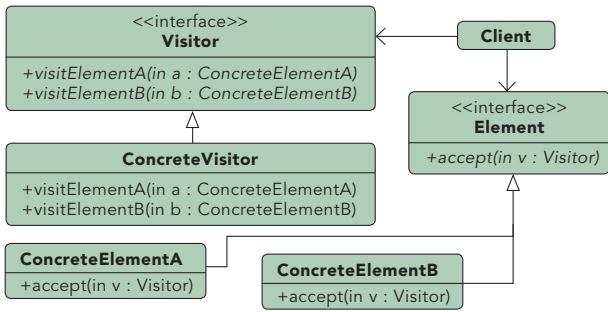 <<interface>>
Visitor
+visitElementA(in a : ConcreteElementA)
+visitElementB(in b : ConcreteElementB)
Client
<<interface>>
Element
+accept(in v : Visitor)
ConcreteVisitor
+visitElementA(in a : ConcreteElementA)
+visitElementB(in b : ConcreteElementB)
ConcreteElementA
+accept(in v : Visitor)
ConcreteElementB
+accept(in v : Visitor)